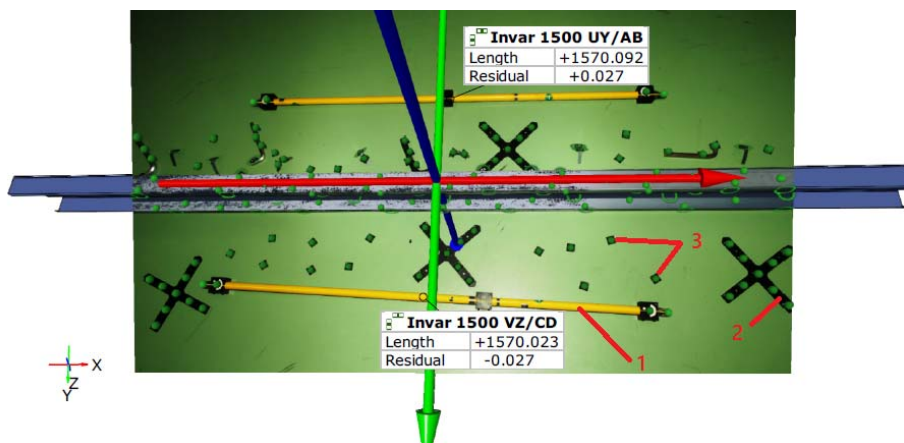 Invar 1500 UY/AB
Length +1570.092
Residual +0.027
3
2
Invar 1500 VZ/CD
Length +1570.023
Residual -0.027
1
X
Z
Y